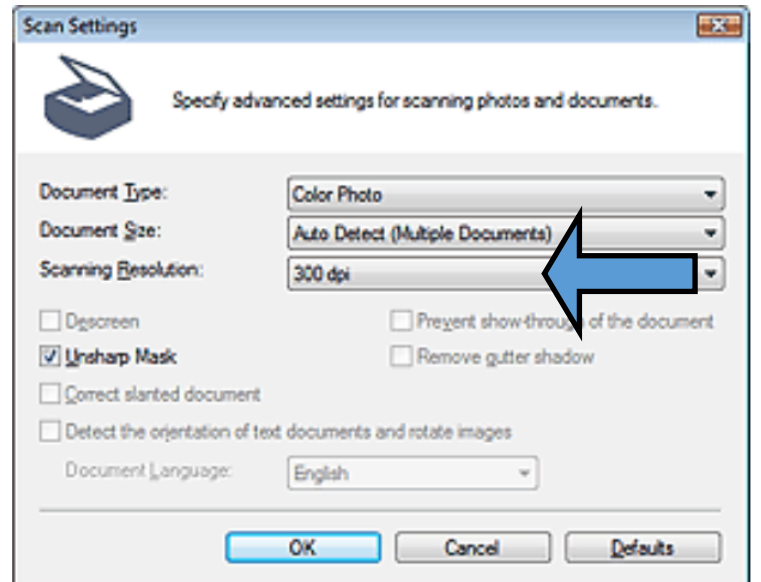 Scan Settings
Specify advanced settings for scanning photos and documents.
Document Type: Color Photo
Document Size: Auto Detect (Multiple Documents)
Scanning Resolution: 300 dpi
Descreen Prevent show-through of the document
Unsharp Mask Remove gutter shadow
Correct slanted document
Detect the orientation of text documents and rotate images
Document Language: English
OK Cancel Defaults